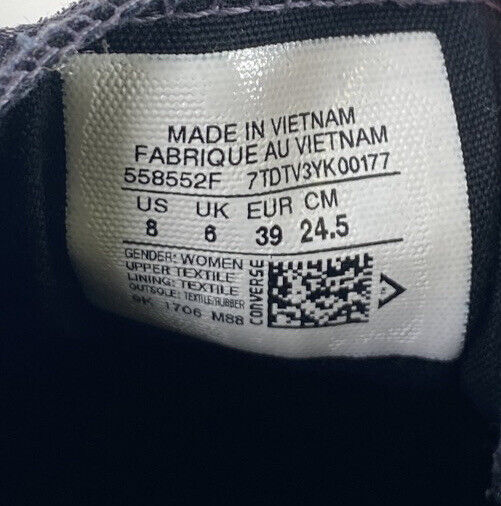 MADE IN VIETNAM
FABRIQUE AU VIETNAM
558552F 7TDTV3YK00177
US UK EUR CM
8 6 39 24.5
GENDER: WOMEN
UPPER TEXTILE
LINING: TEXTILE
OUTSOLE: TEXTILE/RUBBER
1706 M88
CONVERSE